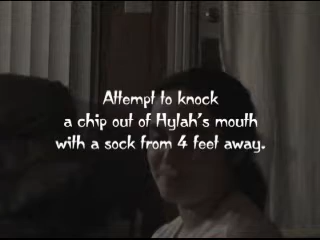 Attempt to knock
a chip out of Hylah's mouth
with a sock from 4 feet away.